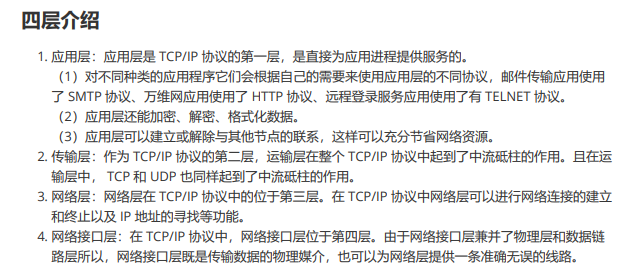 四层介绍
1. 应用层：应用层是 TCP/IP 协议的第一层，是直接为应用进程提供服务的。
（1）对不同种类的应用程序它们会根据自己的需要来使用应用层的不同协议，邮件传输应用使用
了 SMTP 协议、万维网应用使用了 HTTP 协议、远程登录服务应用使用了有 TELNET 协议。
（2）应用层还能加密、解密、格式化数据。
（3）应用层可以建立或解除与其他节点的联系，这样可以充分节省网络资源。
2. 传输层：作为 TCP/IP 协议的第二层，运输层在整个 TCP/IP 协议中起到了中流砥柱的作用。且在运
输层中， TCP 和 UDP 也同样起到了中流砥柱的作用。
3. 网络层：网络层在 TCP/IP 协议中的位于第三层。在 TCP/IP 协议中网络层可以进行网络连接的建立
和终止以及 IP 地址的寻找等功能。
4. 网络接口层：在 TCP/IP 协议中，网络接口层位于第四层。由于网络接口层兼并了物理层和数据链
路层所以，网络接口层既是传输数据的物理媒介，也可以为网络层提供一条准确无误的线路。